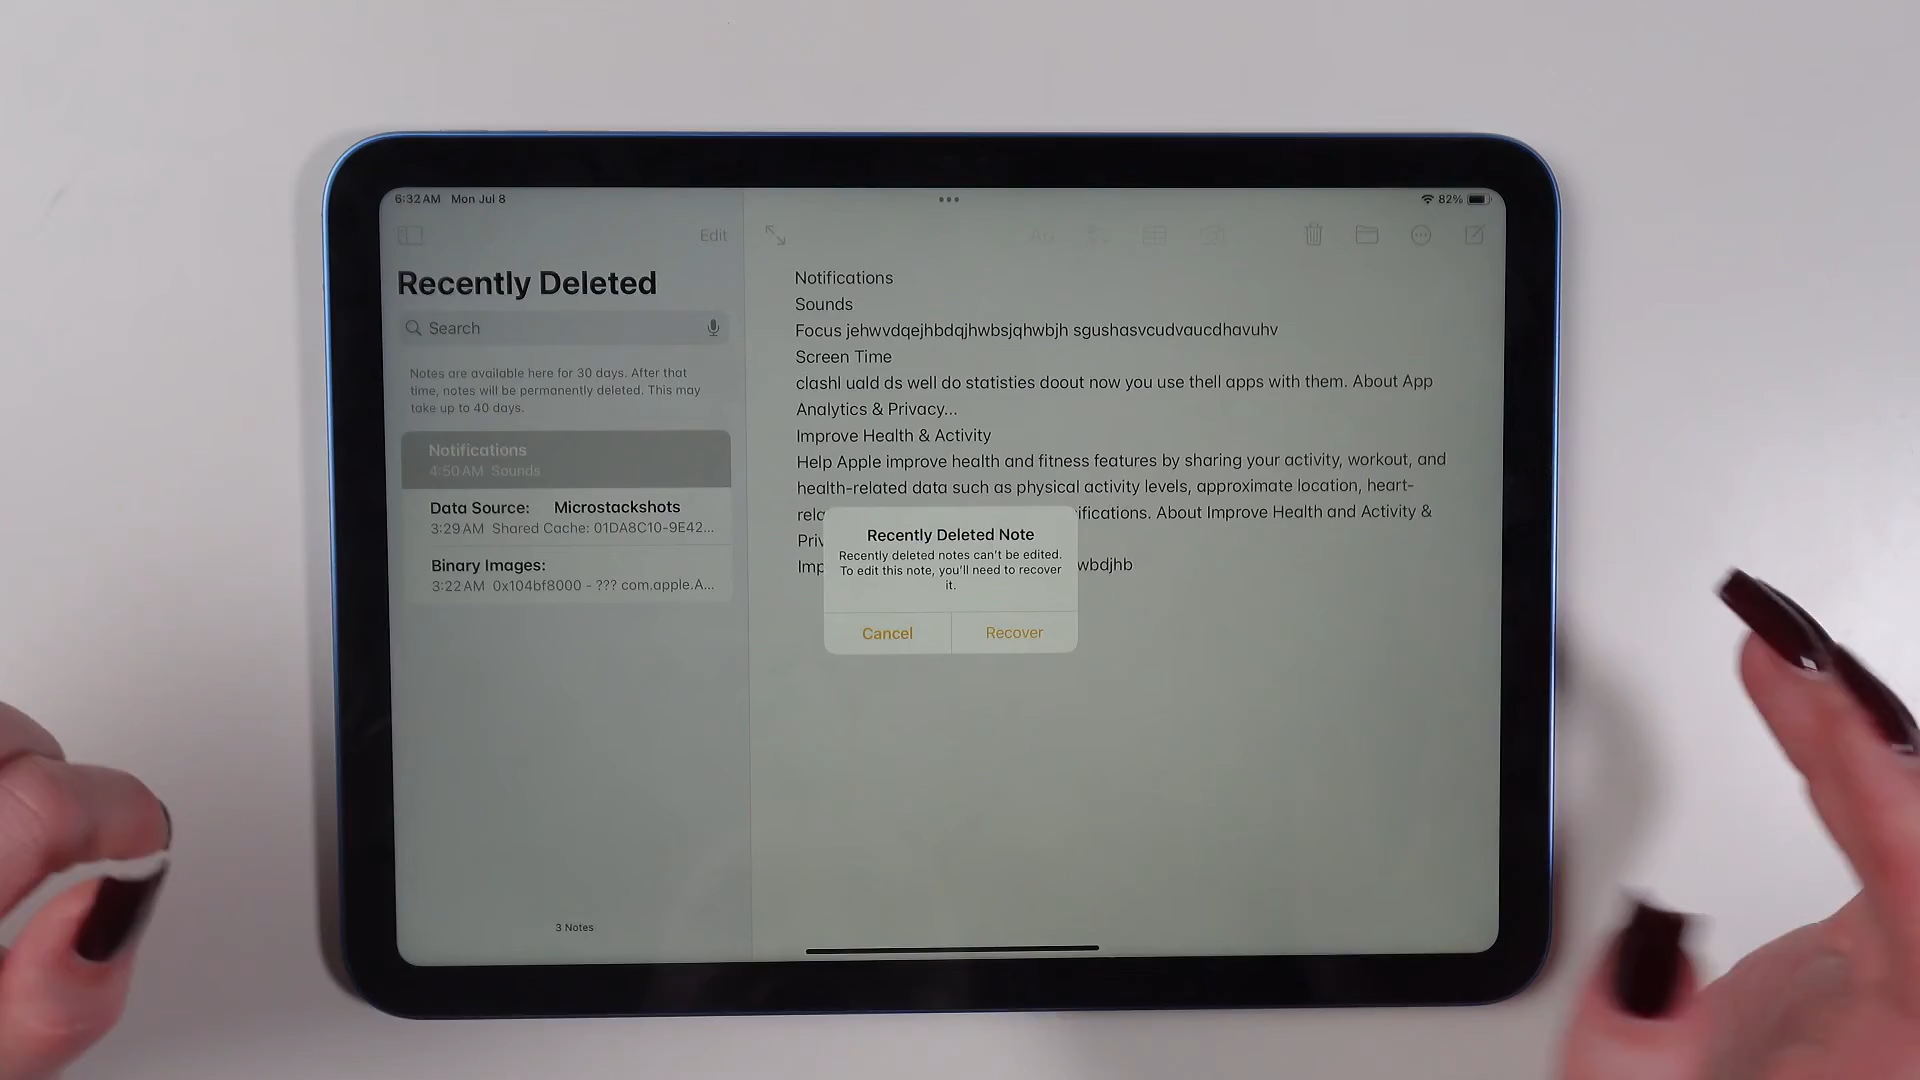 6:32 AM Mon Jul 8
82%
Edit
Recently Deleted
Search
Notes are available here for 30 days. After that
time, notes will be permanently deleted. This may
take up to 40 days.
Notifications
4:50 AM Sounds
Data Source: Microstackshots
3:29 AM Shared Cache: 01DA8C10-9E42...
Binary Images:
3:22 AM 0x104bf8000 - ??? com.apple.A...
3 Notes
Aa
Notifications
Sounds
Focus jehwvdqejhbdqjhwbsjqhwbjh sgushasvcudvaucdhavuhv
Screen Time
clashl uald ds well do statisties doout now you use thell apps with them. About App
Analytics & Privacy...
Improve Health & Activity
Help Apple improve health and fitness features by sharing your activity, workout, and
health-related data such as physical activity levels, approximate location, heart-
rela ifications. About Improve Health and Activity &
Priv
Imp wbdjhb
Recently Deleted Note
Recently deleted notes can't be edited.
To edit this note, you'll need to recover
it.
Cancel
Recover